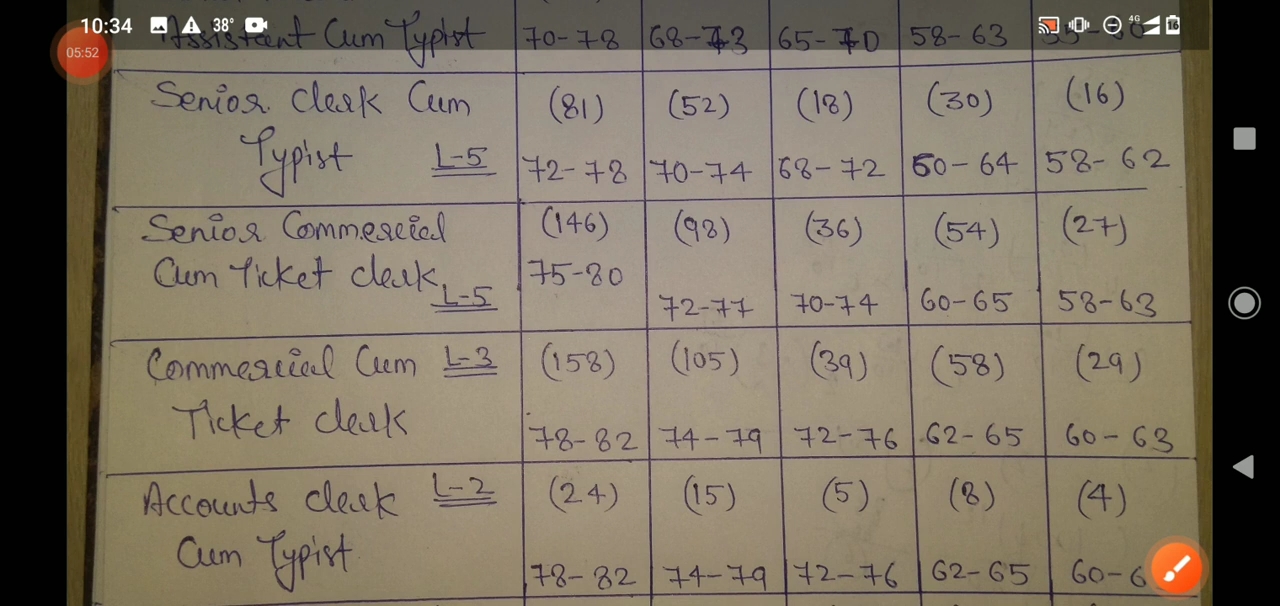 10:34 38° 4G 16
05:52
Assistant Cum Typist 70-78 68-73 65-70 58-63
Senior Clerk Cum (81) (52) (18) (30) (16)
Typist L-5 72-78 70-74 68-72 60-64 58-62
Senior Commercial (146) (98) (36) (54) (27)
Cum Ticket clerk 75-80
L-5 72-77 70-74 60-65 58-63
Commercial Cum L-3 (158) (105) (39) (58) (29)
Ticket clerk 78-82 74-79 72-76 62-65 60-63
Accounts clerk L-2 (24) (15) (5) (8) (4)
Cum Typist 78-82 74-79 72-76 62-65 60-6